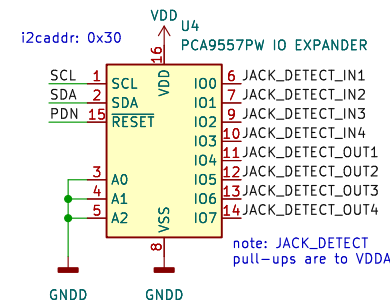 VDD
i2caddr: 0x30
U4
PCA9557PW IO EXPANDER
16
VDD
SCL 1 SCL IO0 6 JACK_DETECT_IN1
SDA 2 SDA IO1 7 JACK_DETECT_IN2
PDN 15 RESET IO2 9 JACK_DETECT_IN3
IO3 10 JACK_DETECT_IN4
IO4 11 JACK_DETECT_OUT1
3 A0 IO5 12 JACK_DETECT_OUT2
4 A1 IO6 13 JACK_DETECT_OUT3
5 A2 IO7 14 JACK_DETECT_OUT4
VSS
8
note: JACK_DETECT
pull-ups are to VDDA
GNDD GNDD